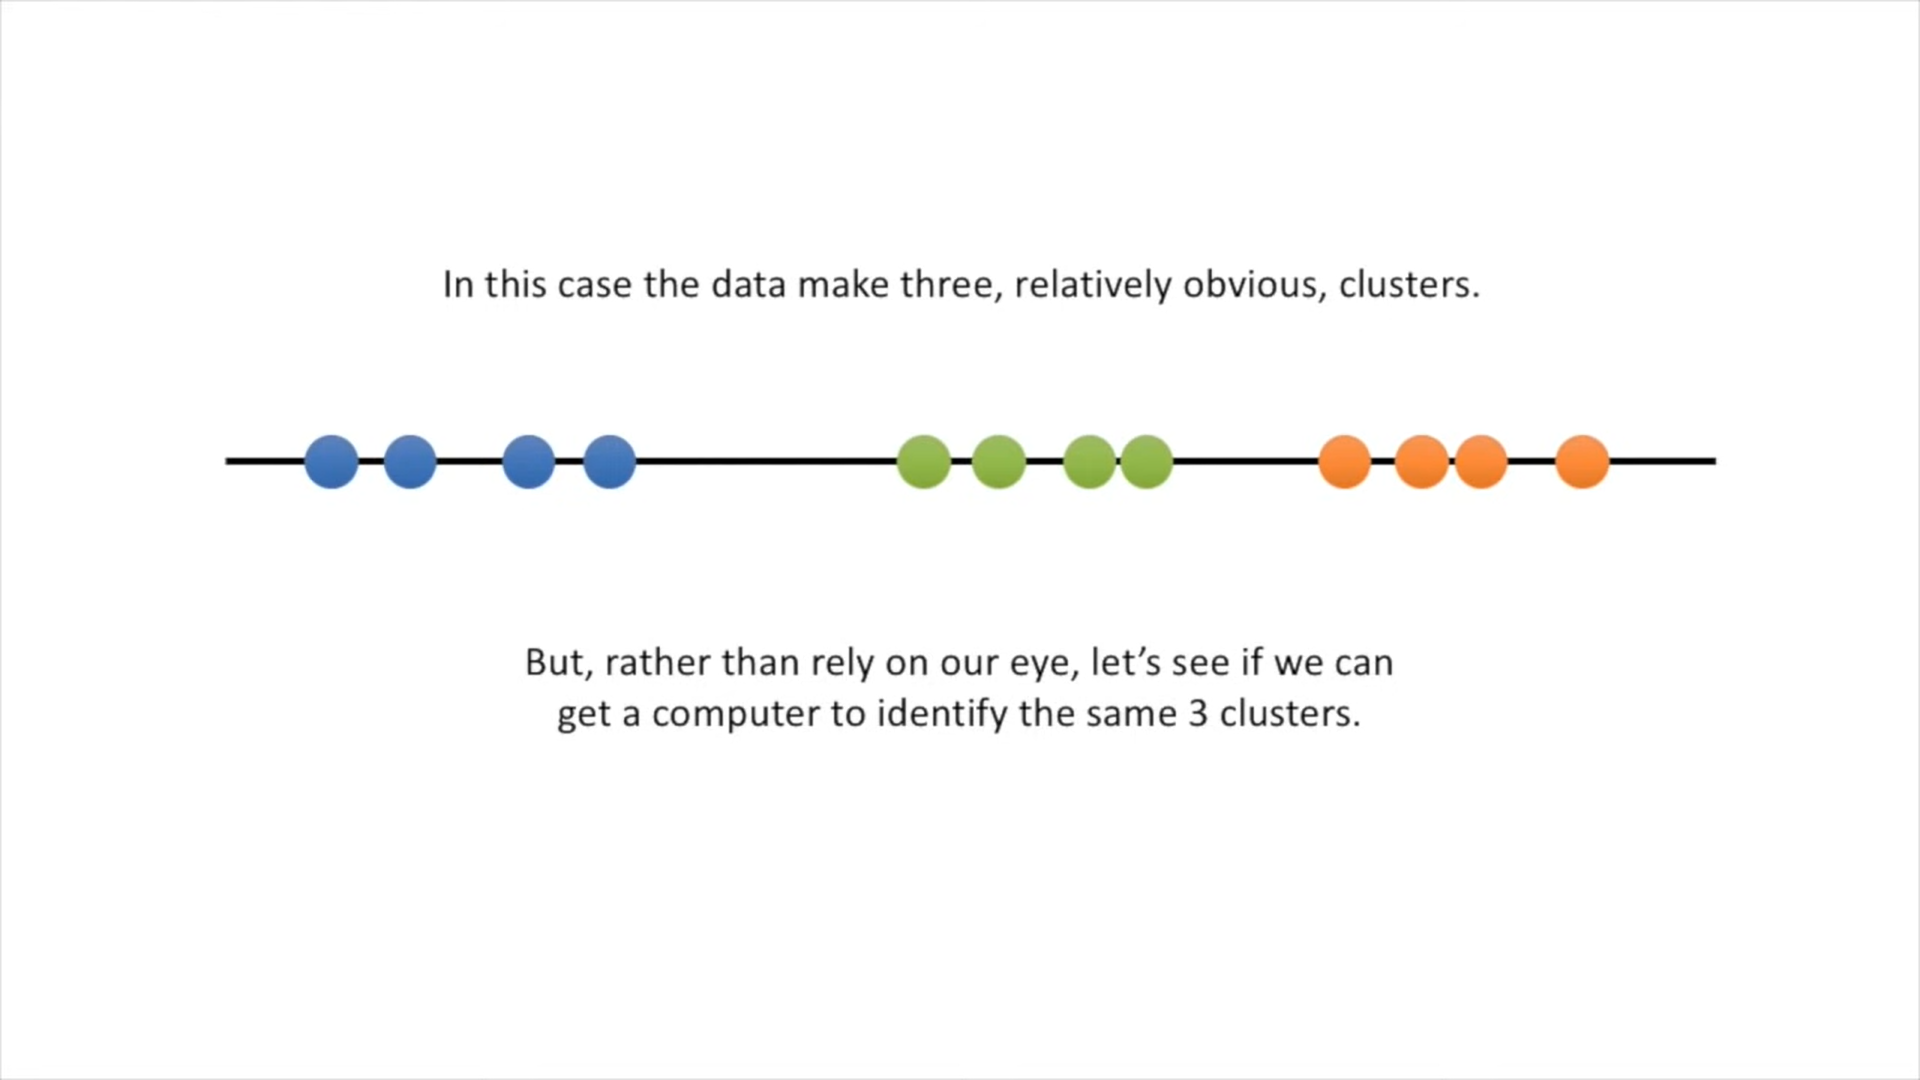 In this case the data make three, relatively obvious, clusters.
But, rather than rely on our eye, let’s see if we can
get a computer to identify the same 3 clusters.